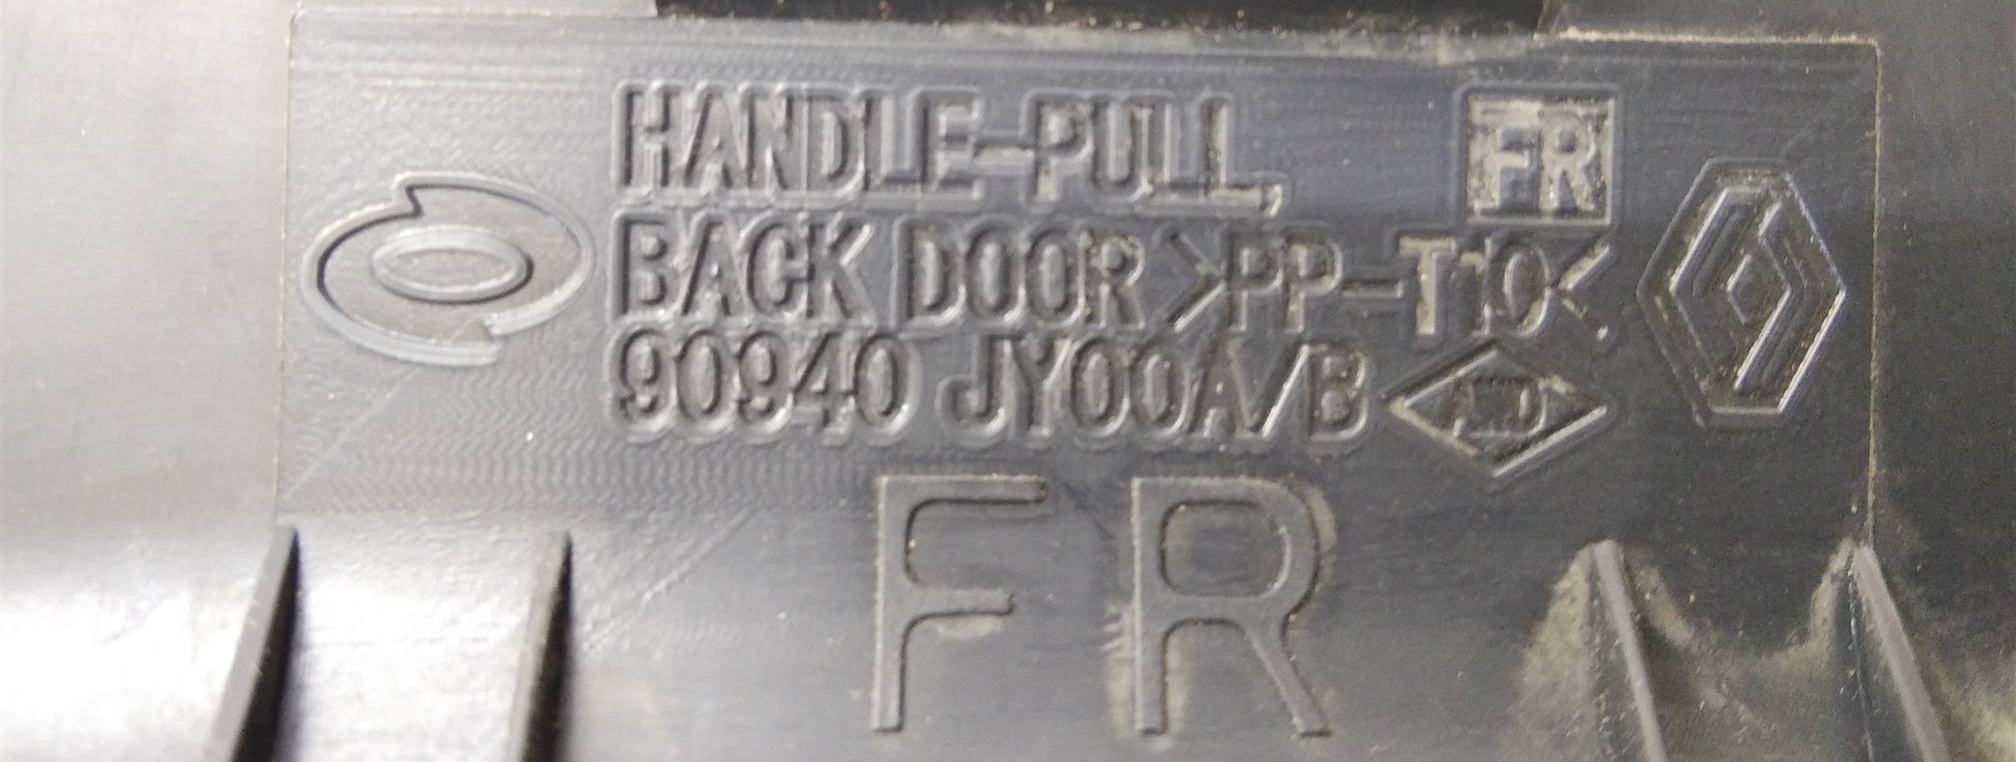 HANDLE-PULL, FR
BACK DOOR >PP-T10<
90940 JY00A/B
FR